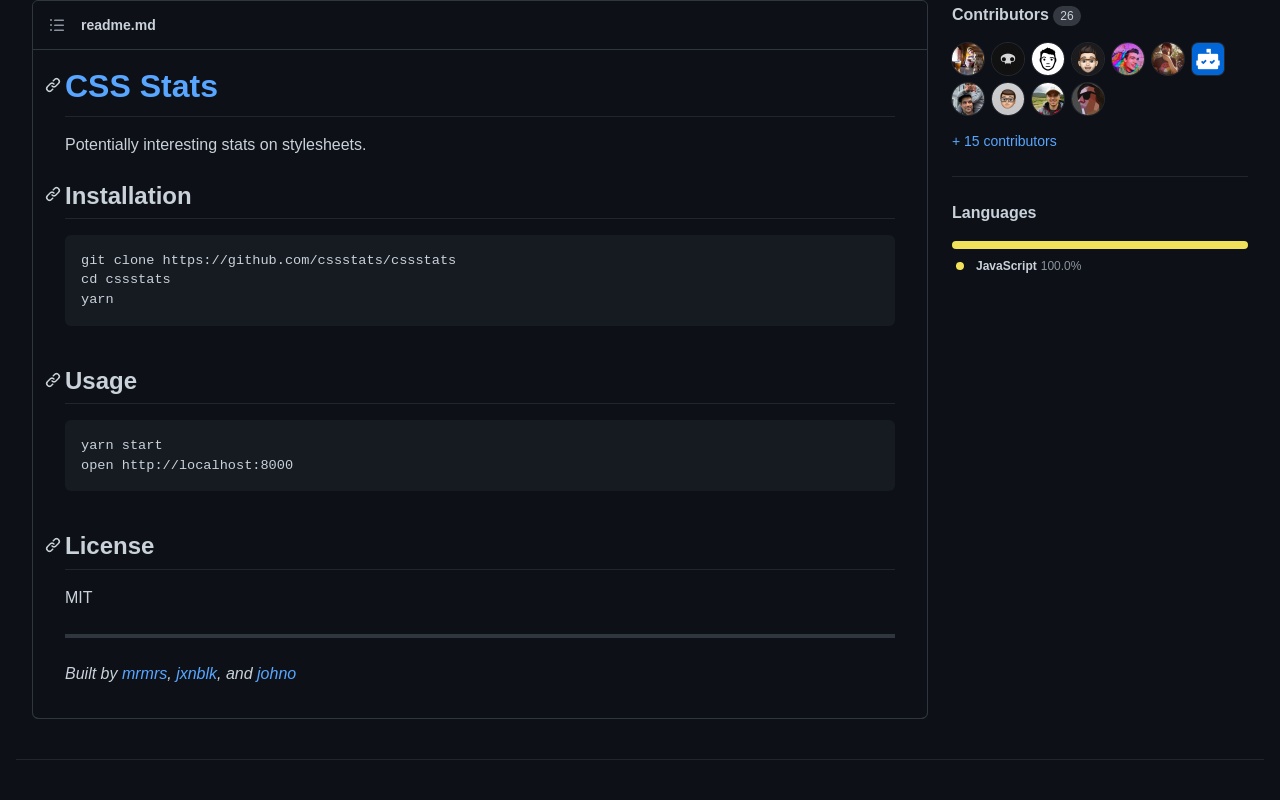 readme.md
CSS Stats
Potentially interesting stats on stylesheets.
Installation
git clone https://github.com/cssstats/cssstats
cd cssstats
yarn
Usage
yarn start
open http://localhost:8000
License
MIT
Built by mrmrs, jxnblk, and johno
Contributors 26
+ 15 contributors
Languages
JavaScript 100.0%